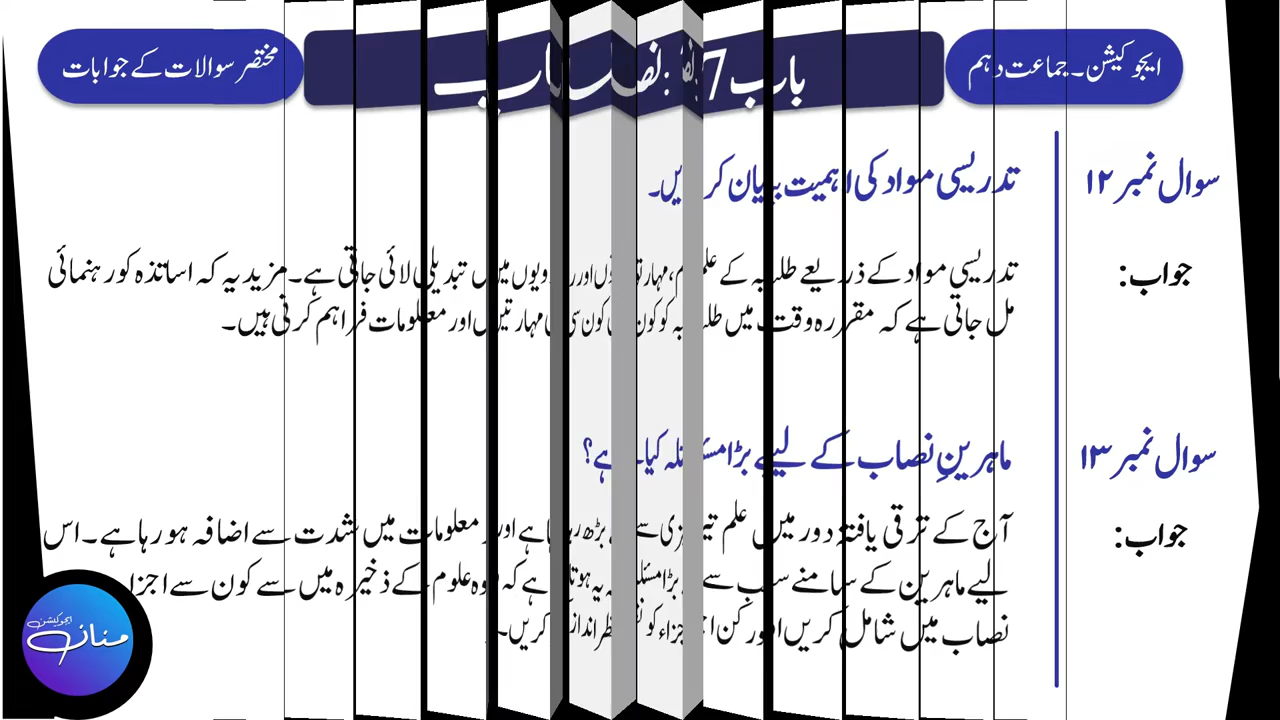 ایجوکیشن۔ جماعت دہم
باب 7: نصاب
مختصر سوالات کے جوابات
سوال نمبر ۱۲
تدریسی مواد کی اہمیت بیان کریں۔
جواب:
تدریسی مواد کے ذریعے طلبہ کے علم، مہارتوں اور رویوں میں تبدیلی لائی جاتی ہے۔ مزید یہ کہ اساتذہ کو رہنمائی
مل جاتی ہے کہ مقررہ وقت میں طلبہ کو کون کون سی مہارتیں اور معلومات فراہم کرنی ہیں۔
سوال نمبر ۱۳
ماہرینِ نصاب کے لیے بڑا مسئلہ کیا ہے؟
جواب:
آج کے ترقی یافتہ دور میں علم تیزی سے بڑھ رہا ہے اور معلومات میں شدت سے اضافہ ہو رہا ہے۔ اس
لیے ماہرین کے سامنے سب سے بڑا مسئلہ یہ ہوتا ہے کہ وہ علوم کے ذخیرہ میں سے کون سے اجزا
نصاب میں شامل کریں اور کن اجزاء کو نظر انداز کریں۔
ایجوکیشن